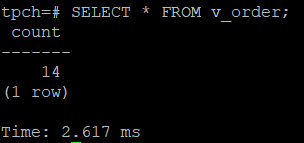 tpch=# SELECT * FROM v_order;
 count
-------
    14
(1 row)

Time: 2.617 ms